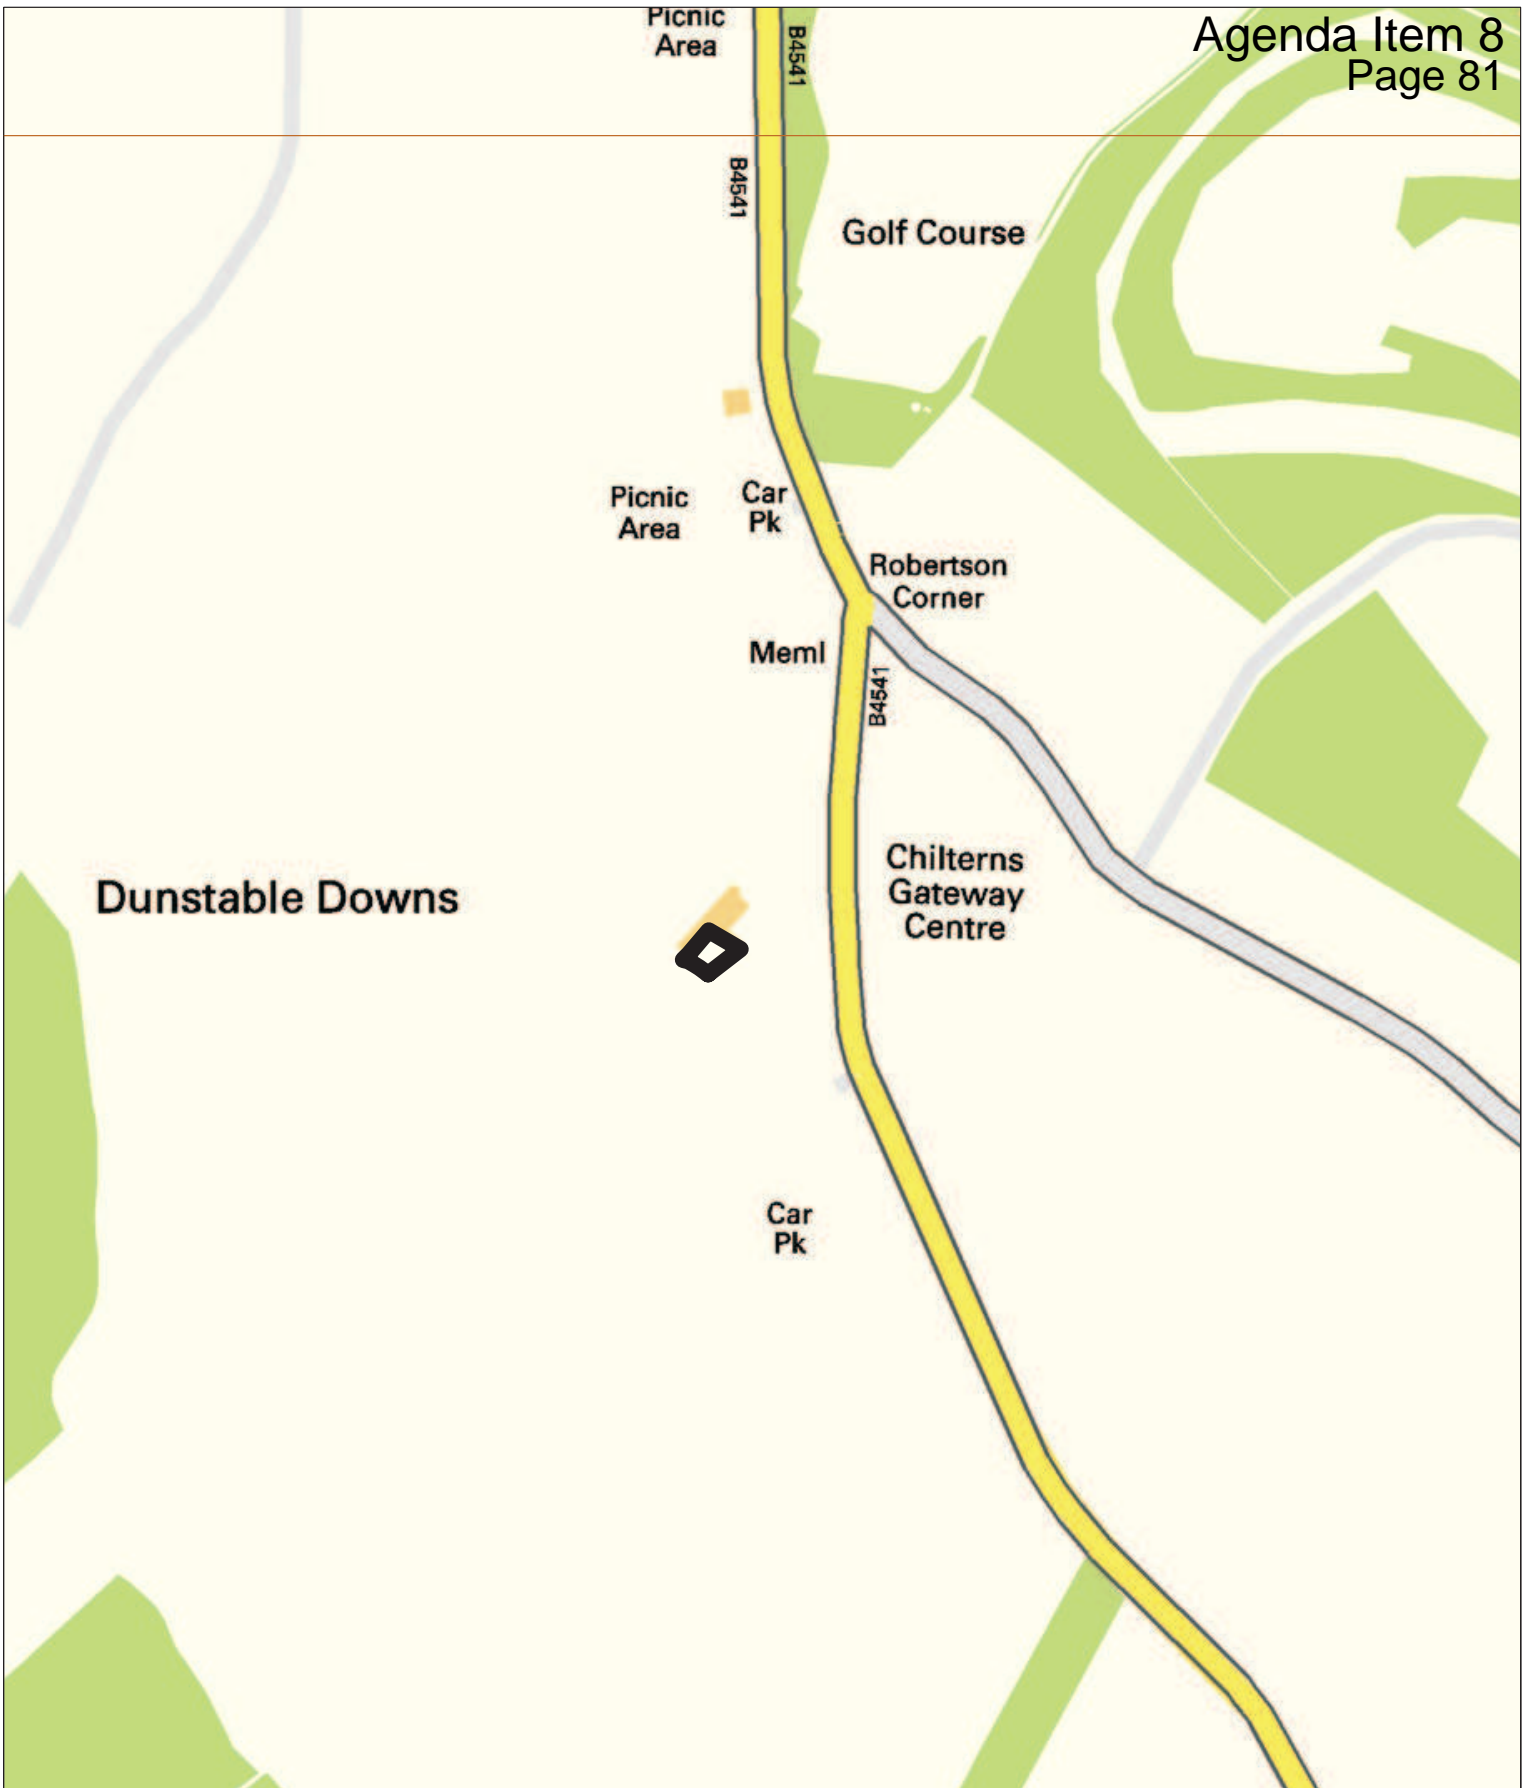 Agenda Item 8
Page 81
Picnic
Area
B4541
B4541
Golf Course
Picnic
Area
Car
Pk
Robertson
Corner
Meml
B4541
Chilterns
Gateway
Centre
Dunstable Downs
Car
Pk